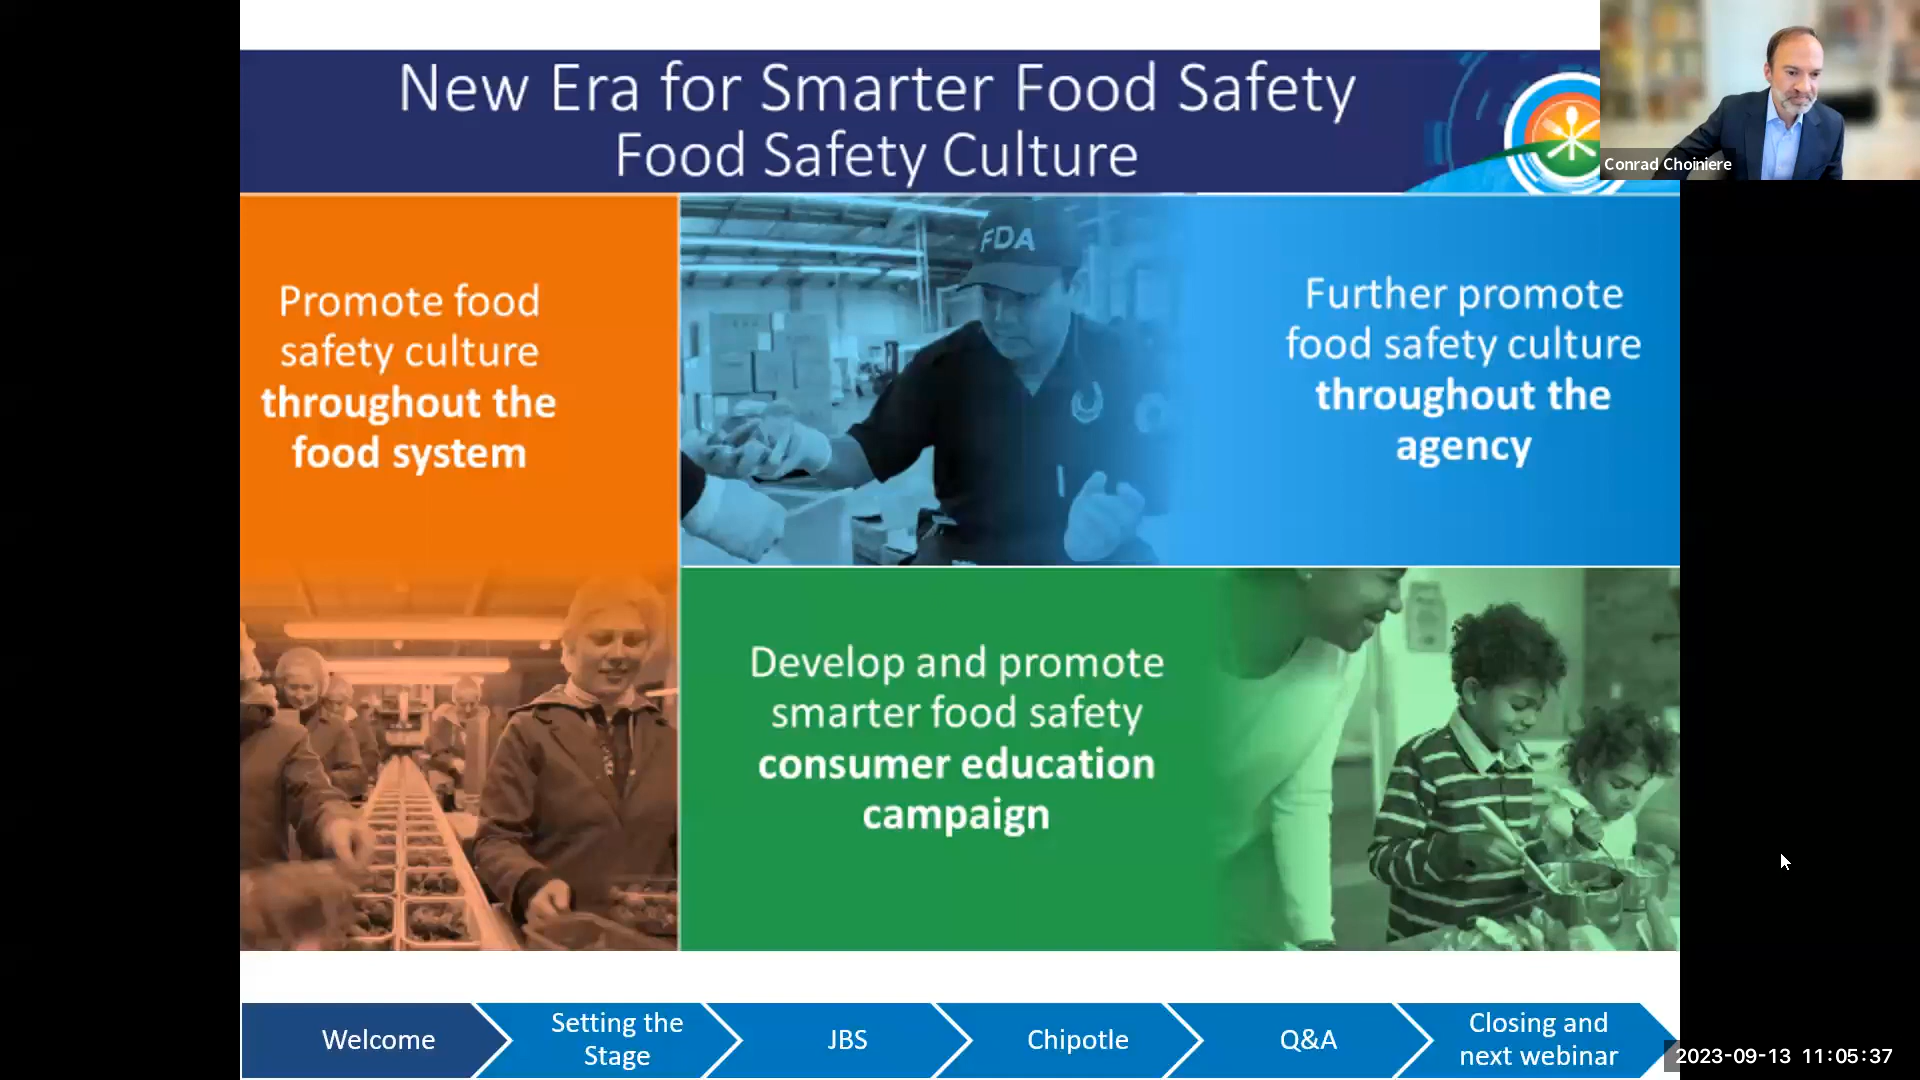 New Era for Smarter Food Safety
Food Safety Culture
Conrad Choiniere
Promote food
safety culture
throughout the
food system
FDA
Further promote
food safety culture
throughout the
agency
Develop and promote
smarter food safety
consumer education
campaign
Welcome
Setting the
Stage
JBS
Chipotle
Q&A
Closing and
next webinar
2023-09-13 11:05:37